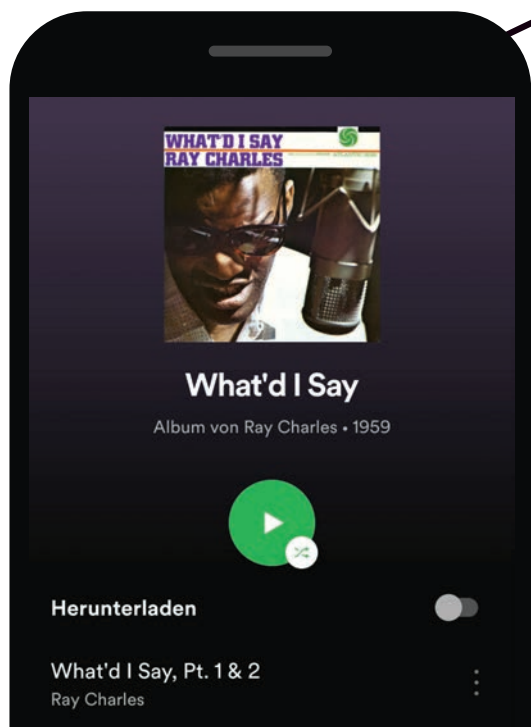 WHAT'D I SAY
RAY CHARLES
What'd I Say
Album von Ray Charles • 1959
Herunterladen
What'd I Say, Pt. 1 & 2
Ray Charles